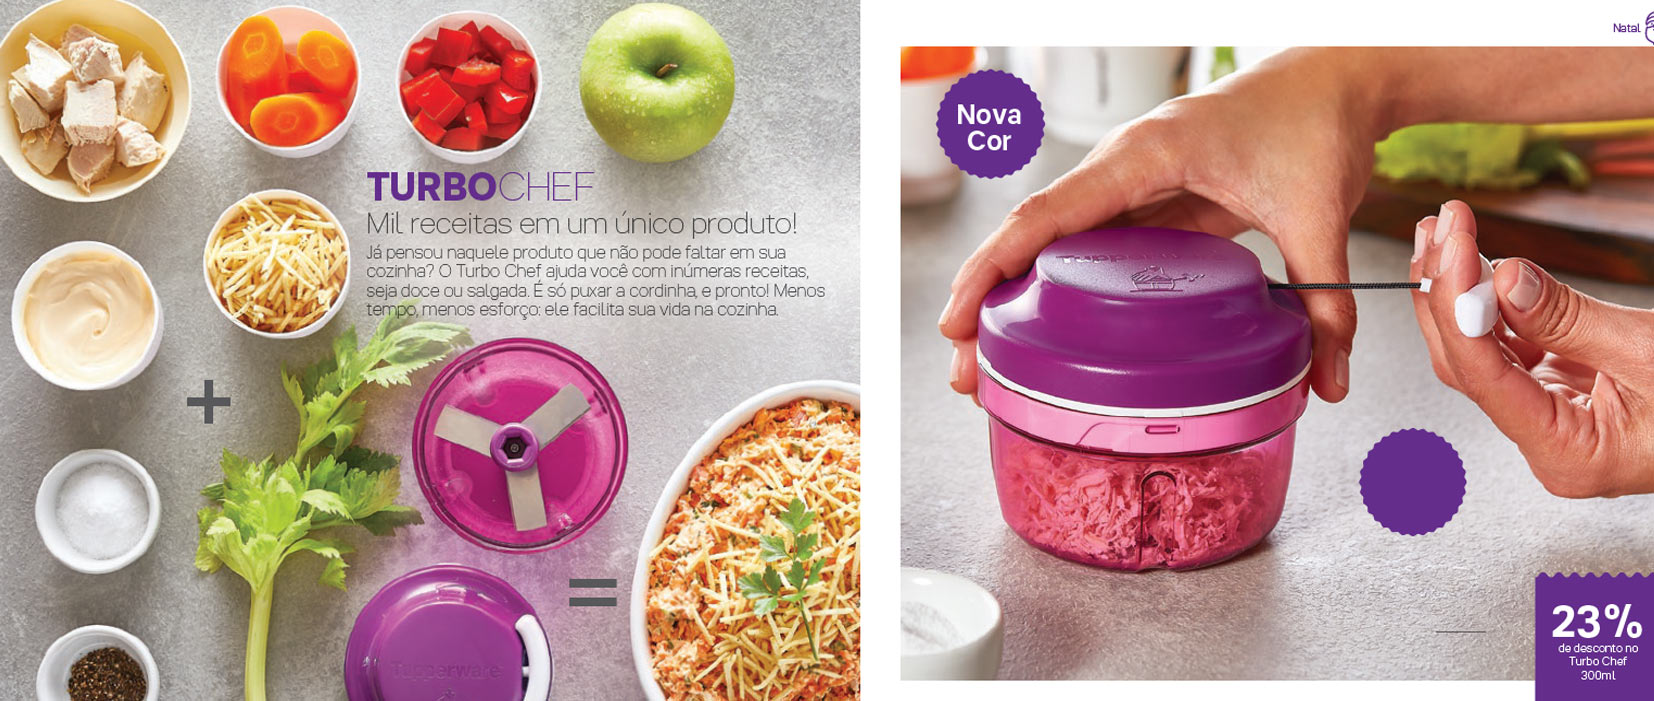 TURBOCHEF
Mil receitas em um único produto!
Já pensou naquele produto que não pode faltar em sua
cozinha? O Turbo Chef ajuda você com inúmeras receitas,
seja doce ou salgada. É só puxar a cordinha, e pronto! Menos
tempo, menos esforço: ele facilita sua vida na cozinha.
Tupperware
Natal
Nova
Cor
Tupperware
23%
de desconto no
Turbo Chef
300ml.